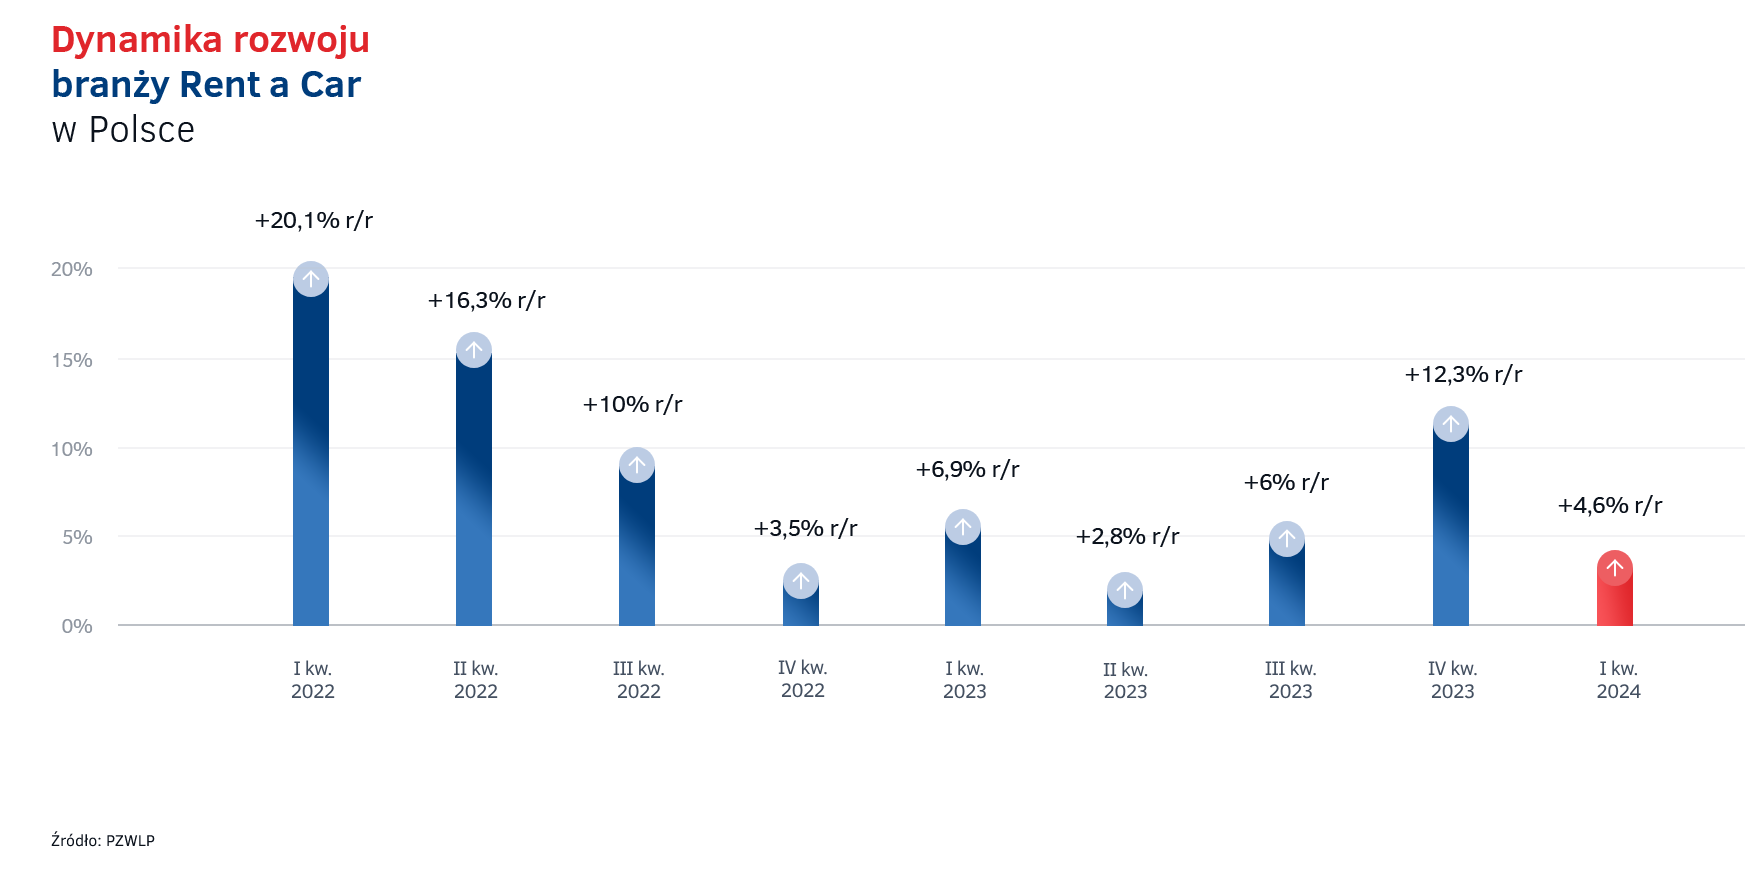 Dynamika rozwoju
branży Rent a Car
w Polsce
+20,1% r/r
+16,3% r/r
+10% r/r
+3,5% r/r
+6,9% r/r
+2,8% r/r
+6% r/r
+12,3% r/r
+4,6% r/r
20%
15%
10%
5%
0%
I kw.
2022
II kw.
2022
III kw.
2022
IV kw.
2022
I kw.
2023
II kw.
2023
III kw.
2023
IV kw.
2023
I kw.
2024
Źródło: PZWLP